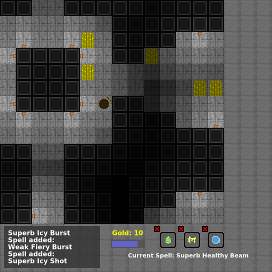 Superb Icy Burst
Spell added:
Weak Fiery Burst
Spell added:
Superb Icy Shot
Gold: 10
Current Spell: Superb Healthy Beam